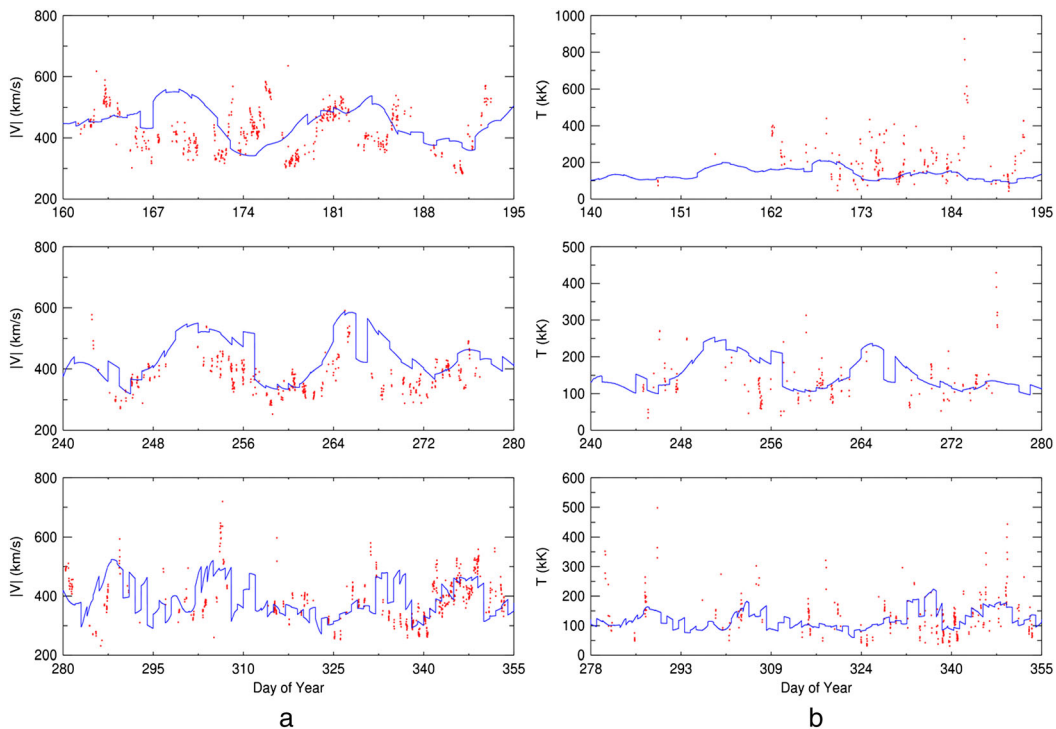 800
600
400
200
|V| (km/s)
160 167 174 181 188 195
1000
800
600
400
200
0
T (kK)
140 151 162 173 184 195
800
600
400
200
|V| (km/s)
240 248 256 264 272 280
500
400
300
200
100
0
T (kK)
240 248 256 264 272 280
800
600
400
200
|V| (km/s)
280 295 310 325 340 355
Day of Year
600
500
400
300
200
100
0
T (kK)
278 293 309 324 340 355
Day of Year
a
b